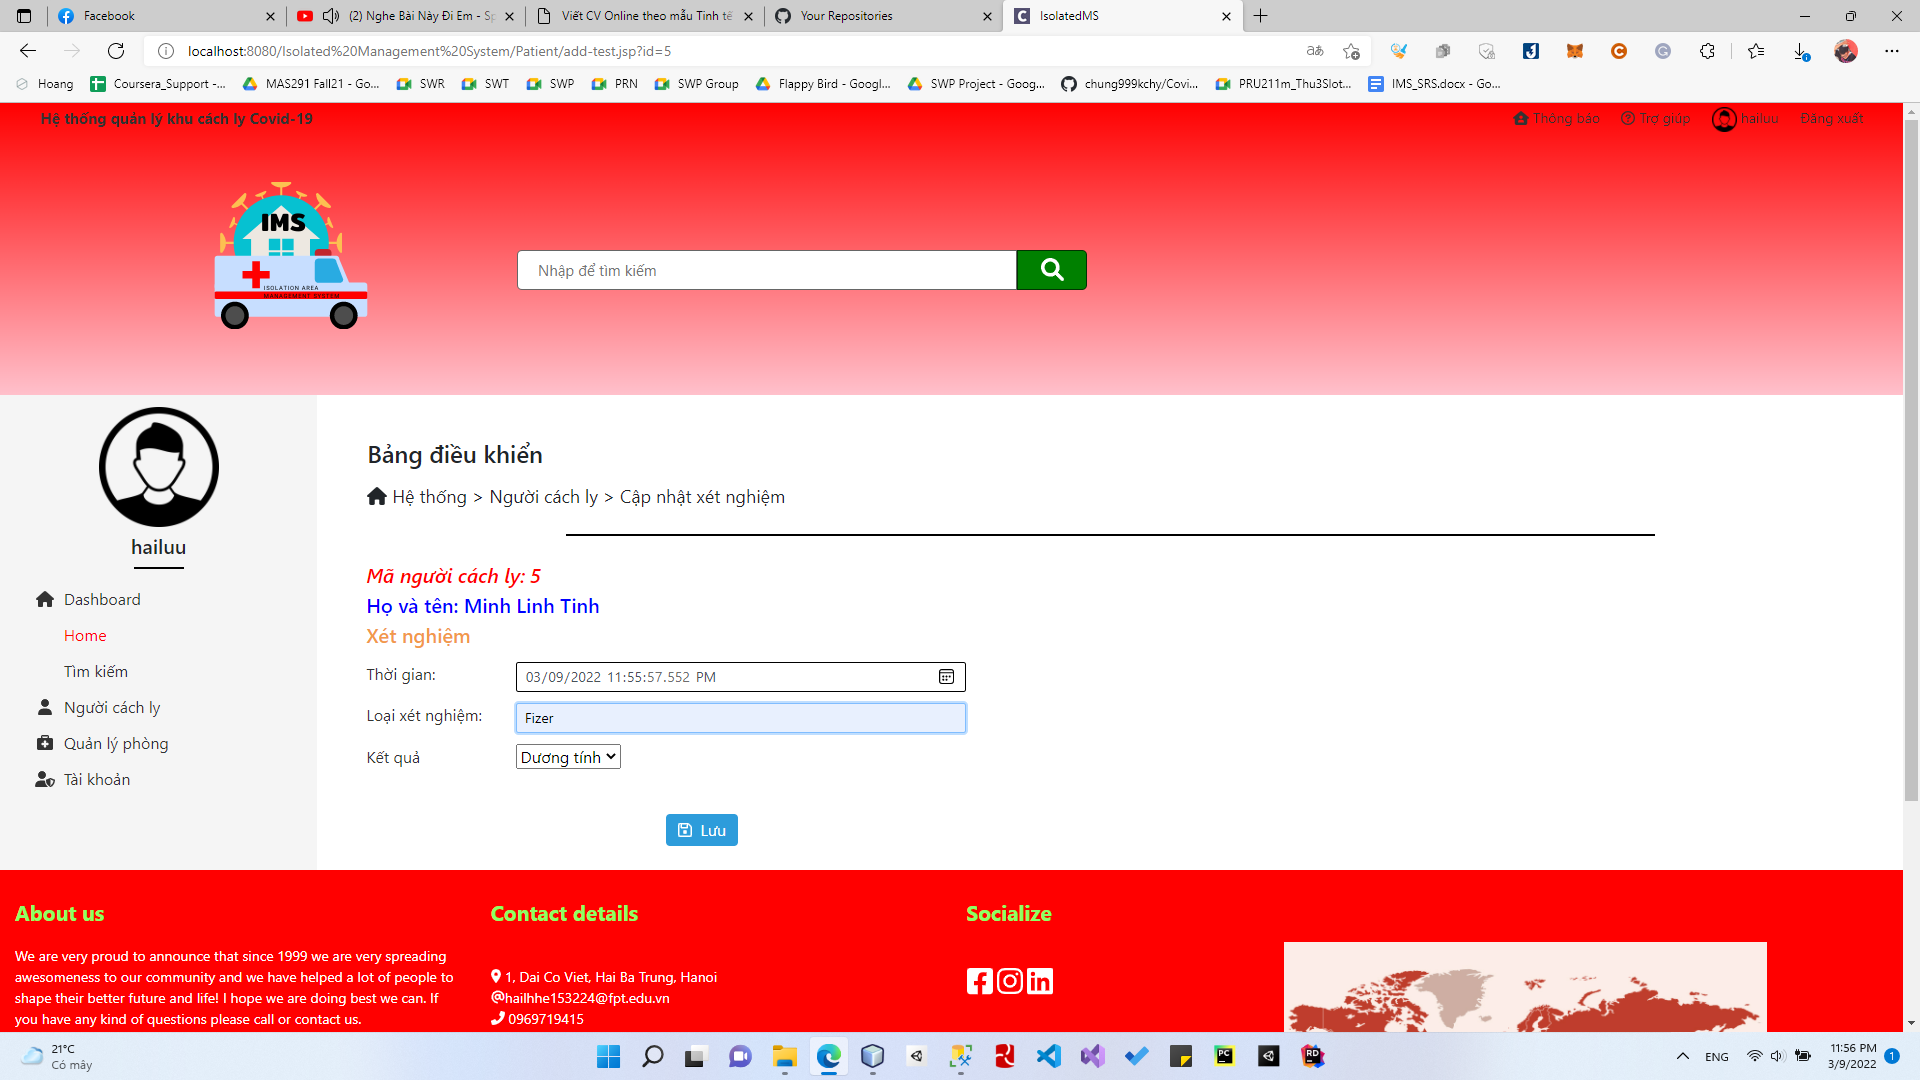 Facebook
(2) Nghe Bài Này Đi Em - Sp
Viết CV Online theo mẫu Tinh tế
Your Repositories
IsolatedMS
localhost:8080/Isolated%20Management%20System/Patient/add-test.jsp?id=5
Hoang
Coursera_Support -...
MAS291 Fall21 - Go...
SWR
SWT
SWP
PRN
SWP Group
Flappy Bird - Googl...
SWP Project - Goog...
chung999kchy/Covi...
PRU211m_Thu3Slot...
IMS_SRS.docx - Go...
Hệ thống quản lý khu cách ly Covid-19
Thông báo
Trợ giúp
hailuu
Đăng xuất
IMS
ISOLATION AREA
MANAGEMENT SYSTEM
Nhập để tìm kiếm
hailuu
Dashboard
Home
Tìm kiếm
Người cách ly
Quản lý phòng
Tài khoản
Bảng điều khiển
Hệ thống > Người cách ly > Cập nhật xét nghiệm
Mã người cách ly: 5
Họ và tên: Minh Linh Tinh
Xét nghiệm
Thời gian:
03/09/2022 11:55:57.552 PM
Loại xét nghiệm:
Fizer
Kết quả
Dương tính
Lưu
About us
We are very proud to announce that since 1999 we are very spreading
awesomeness to our community and we have helped a lot of people to
shape their better future and life! I hope we are doing best we can. If
you have any kind of questions please call or contact us.
Contact details
1, Dai Co Viet, Hai Ba Trung, Hanoi
@hailhhe153224@fpt.edu.vn
0969719415
Socialize
21°C
Có mây
ENG
11:56 PM
3/9/2022
1